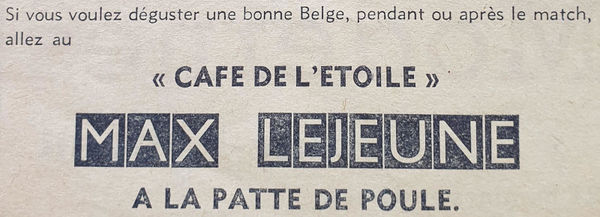 Si vous voulez déguster une bonne Belge, pendant ou après le match,
allez au
« CAFE DE L'ETOILE »
MAX LEJEUNE
A LA PATTE DE POULE.